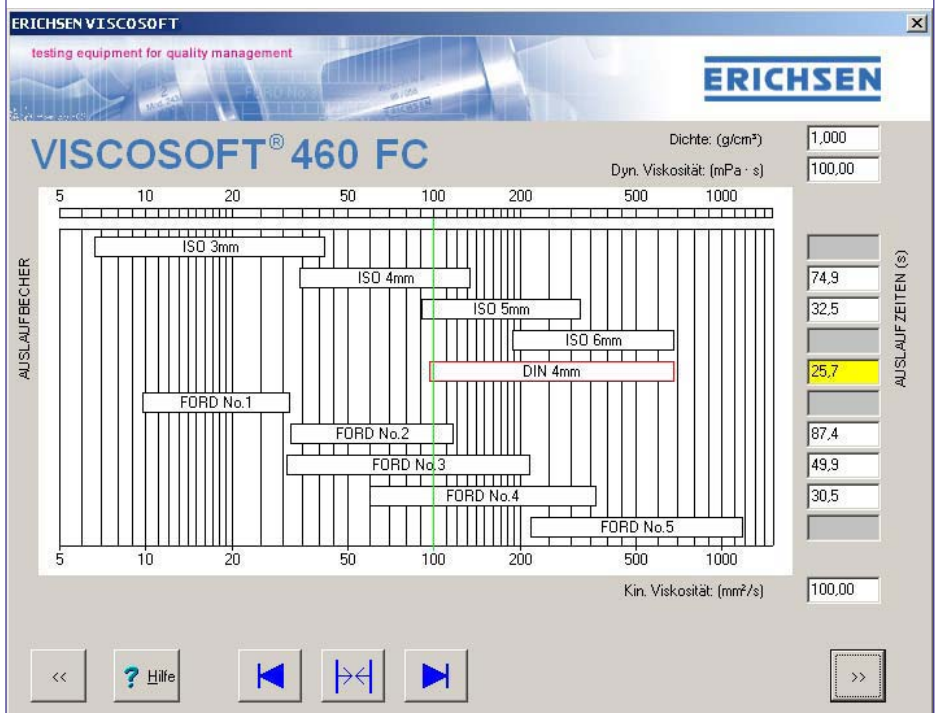 ERICHSEN VISCOSOFT
testing equipment for quality management
FORD No.3
ERICHSEN
VISCOSOFT® 460 FC
Dichte: (g/cm³) 1,000
Dyn. Viskosität: (mPa · s) 100,00
5 10 20 50 100 200 500 1000
AUSLAUFBECHER
AUSLAUFZEITEN (s)
ISO 3mm
ISO 4mm 74,9
ISO 5mm 32,5
ISO 6mm
DIN 4mm 25,7
FORD No.1
FORD No.2 87,4
FORD No.3 49,9
FORD No.4 30,5
FORD No.5
5 10 20 50 100 200 500 1000
Kin. Viskosität: (mm²/s) 100,00
<< ? Hilfe >>